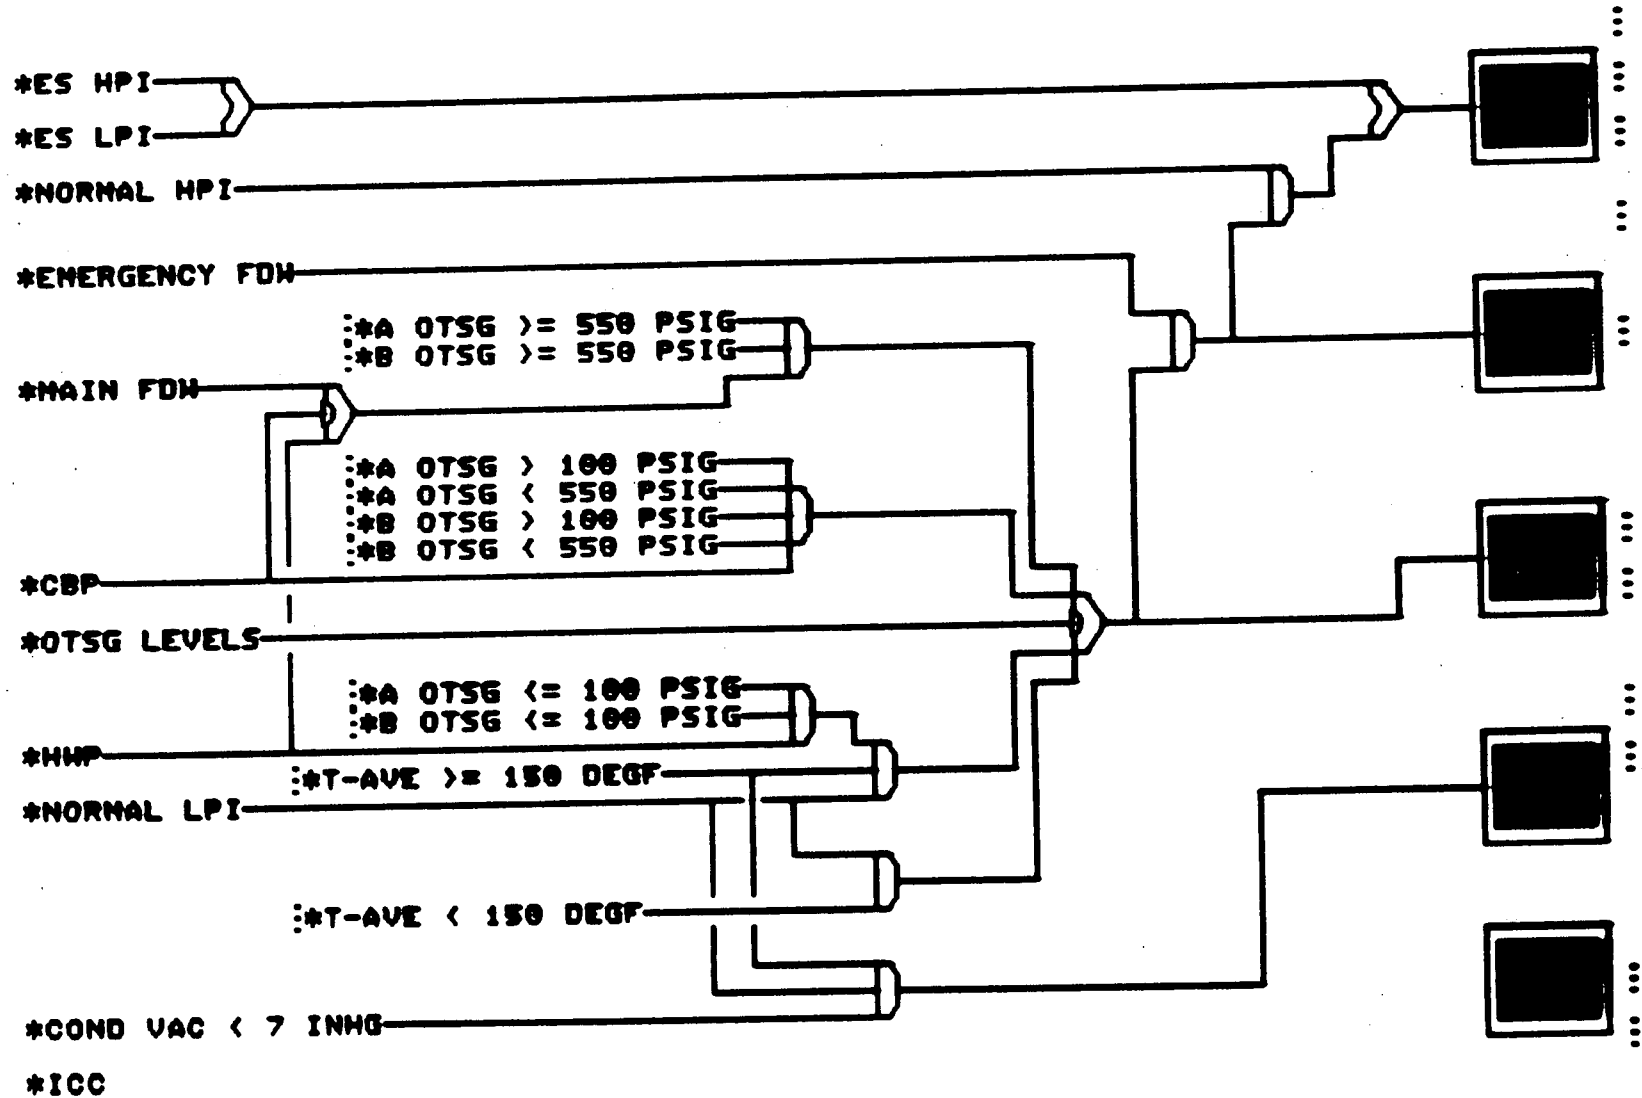 *ES HPI
*ES LPI
*NORMAL HPI
*EMERGENCY FDW
*A OTSG >= 550 PSIG
*B OTSG >= 550 PSIG
*MAIN FDW
*A OTSG > 100 PSIG
*A OTSG < 550 PSIG
*B OTSG > 100 PSIG
*B OTSG < 550 PSIG
*CBP
*OTSG LEVELS
*A OTSG <= 100 PSIG
*B OTSG <= 100 PSIG
*HWP
*T-AVE >= 150 DEGF
*NORMAL LPI
*T-AVE < 150 DEGF
*COND VAC < 7 INHG
*ICC